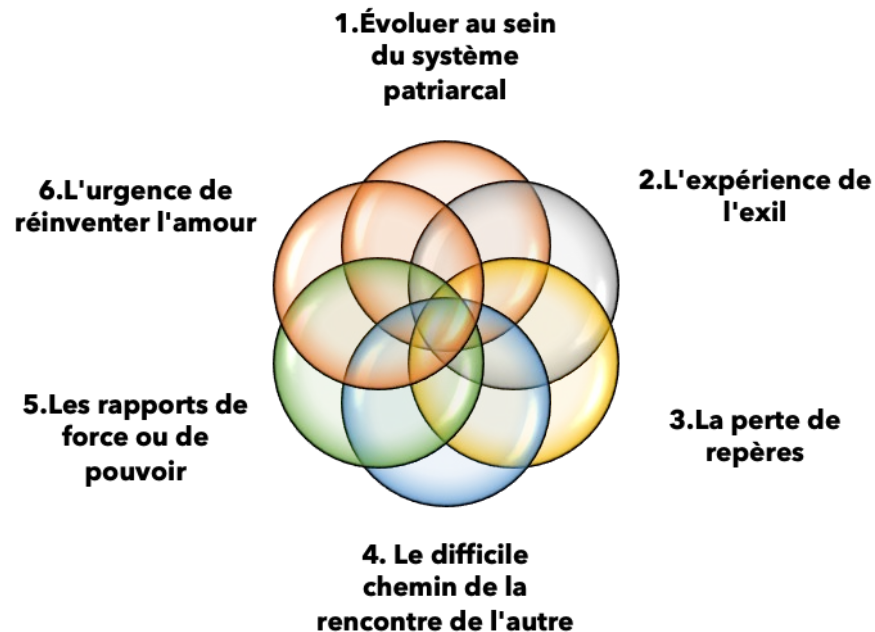 1.Évoluer au sein
du système
patriarcal
2.L'expérience de
l'exil
3.La perte de
repères
4. Le difficile
chemin de la
rencontre de l'autre
5.Les rapports de
force ou de
pouvoir
6.L'urgence de
réinventer l'amour